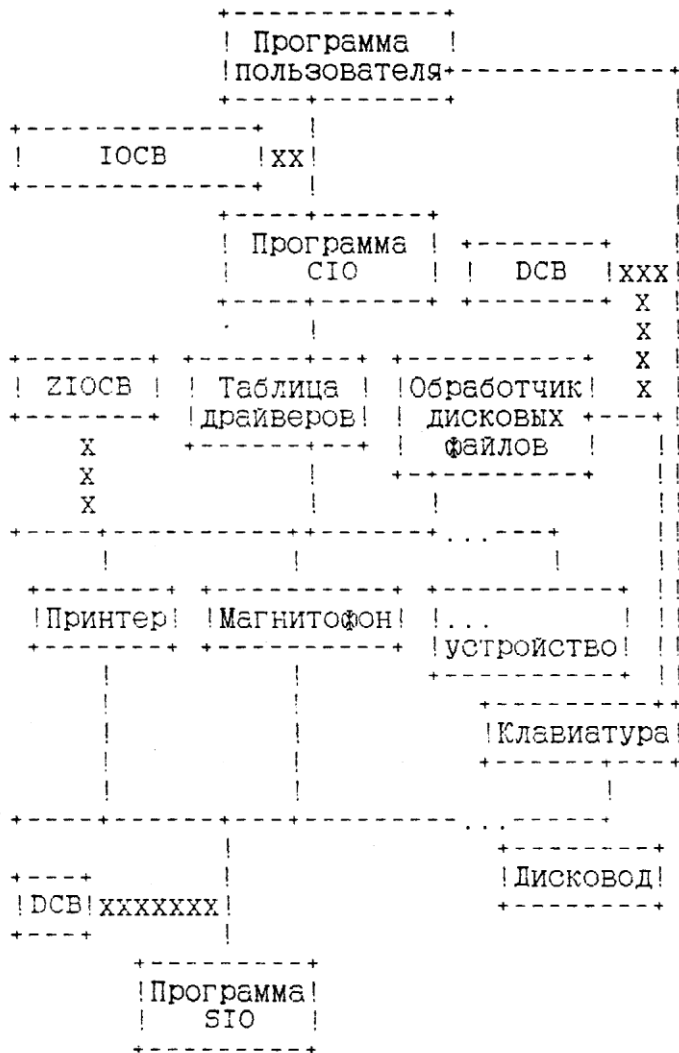 Программа
пользователя
IOCB XX
Программа
CIO
DCB XXX
X
X
X
X
ZIOCB
Таблица
драйверов
Обработчик
дисковых
файлов
X
X
X
...
Принтер
Магнитофон
...
устройство
Клавиатура
...
Дисковод
DCB XXXXXXX
Программа
SIO